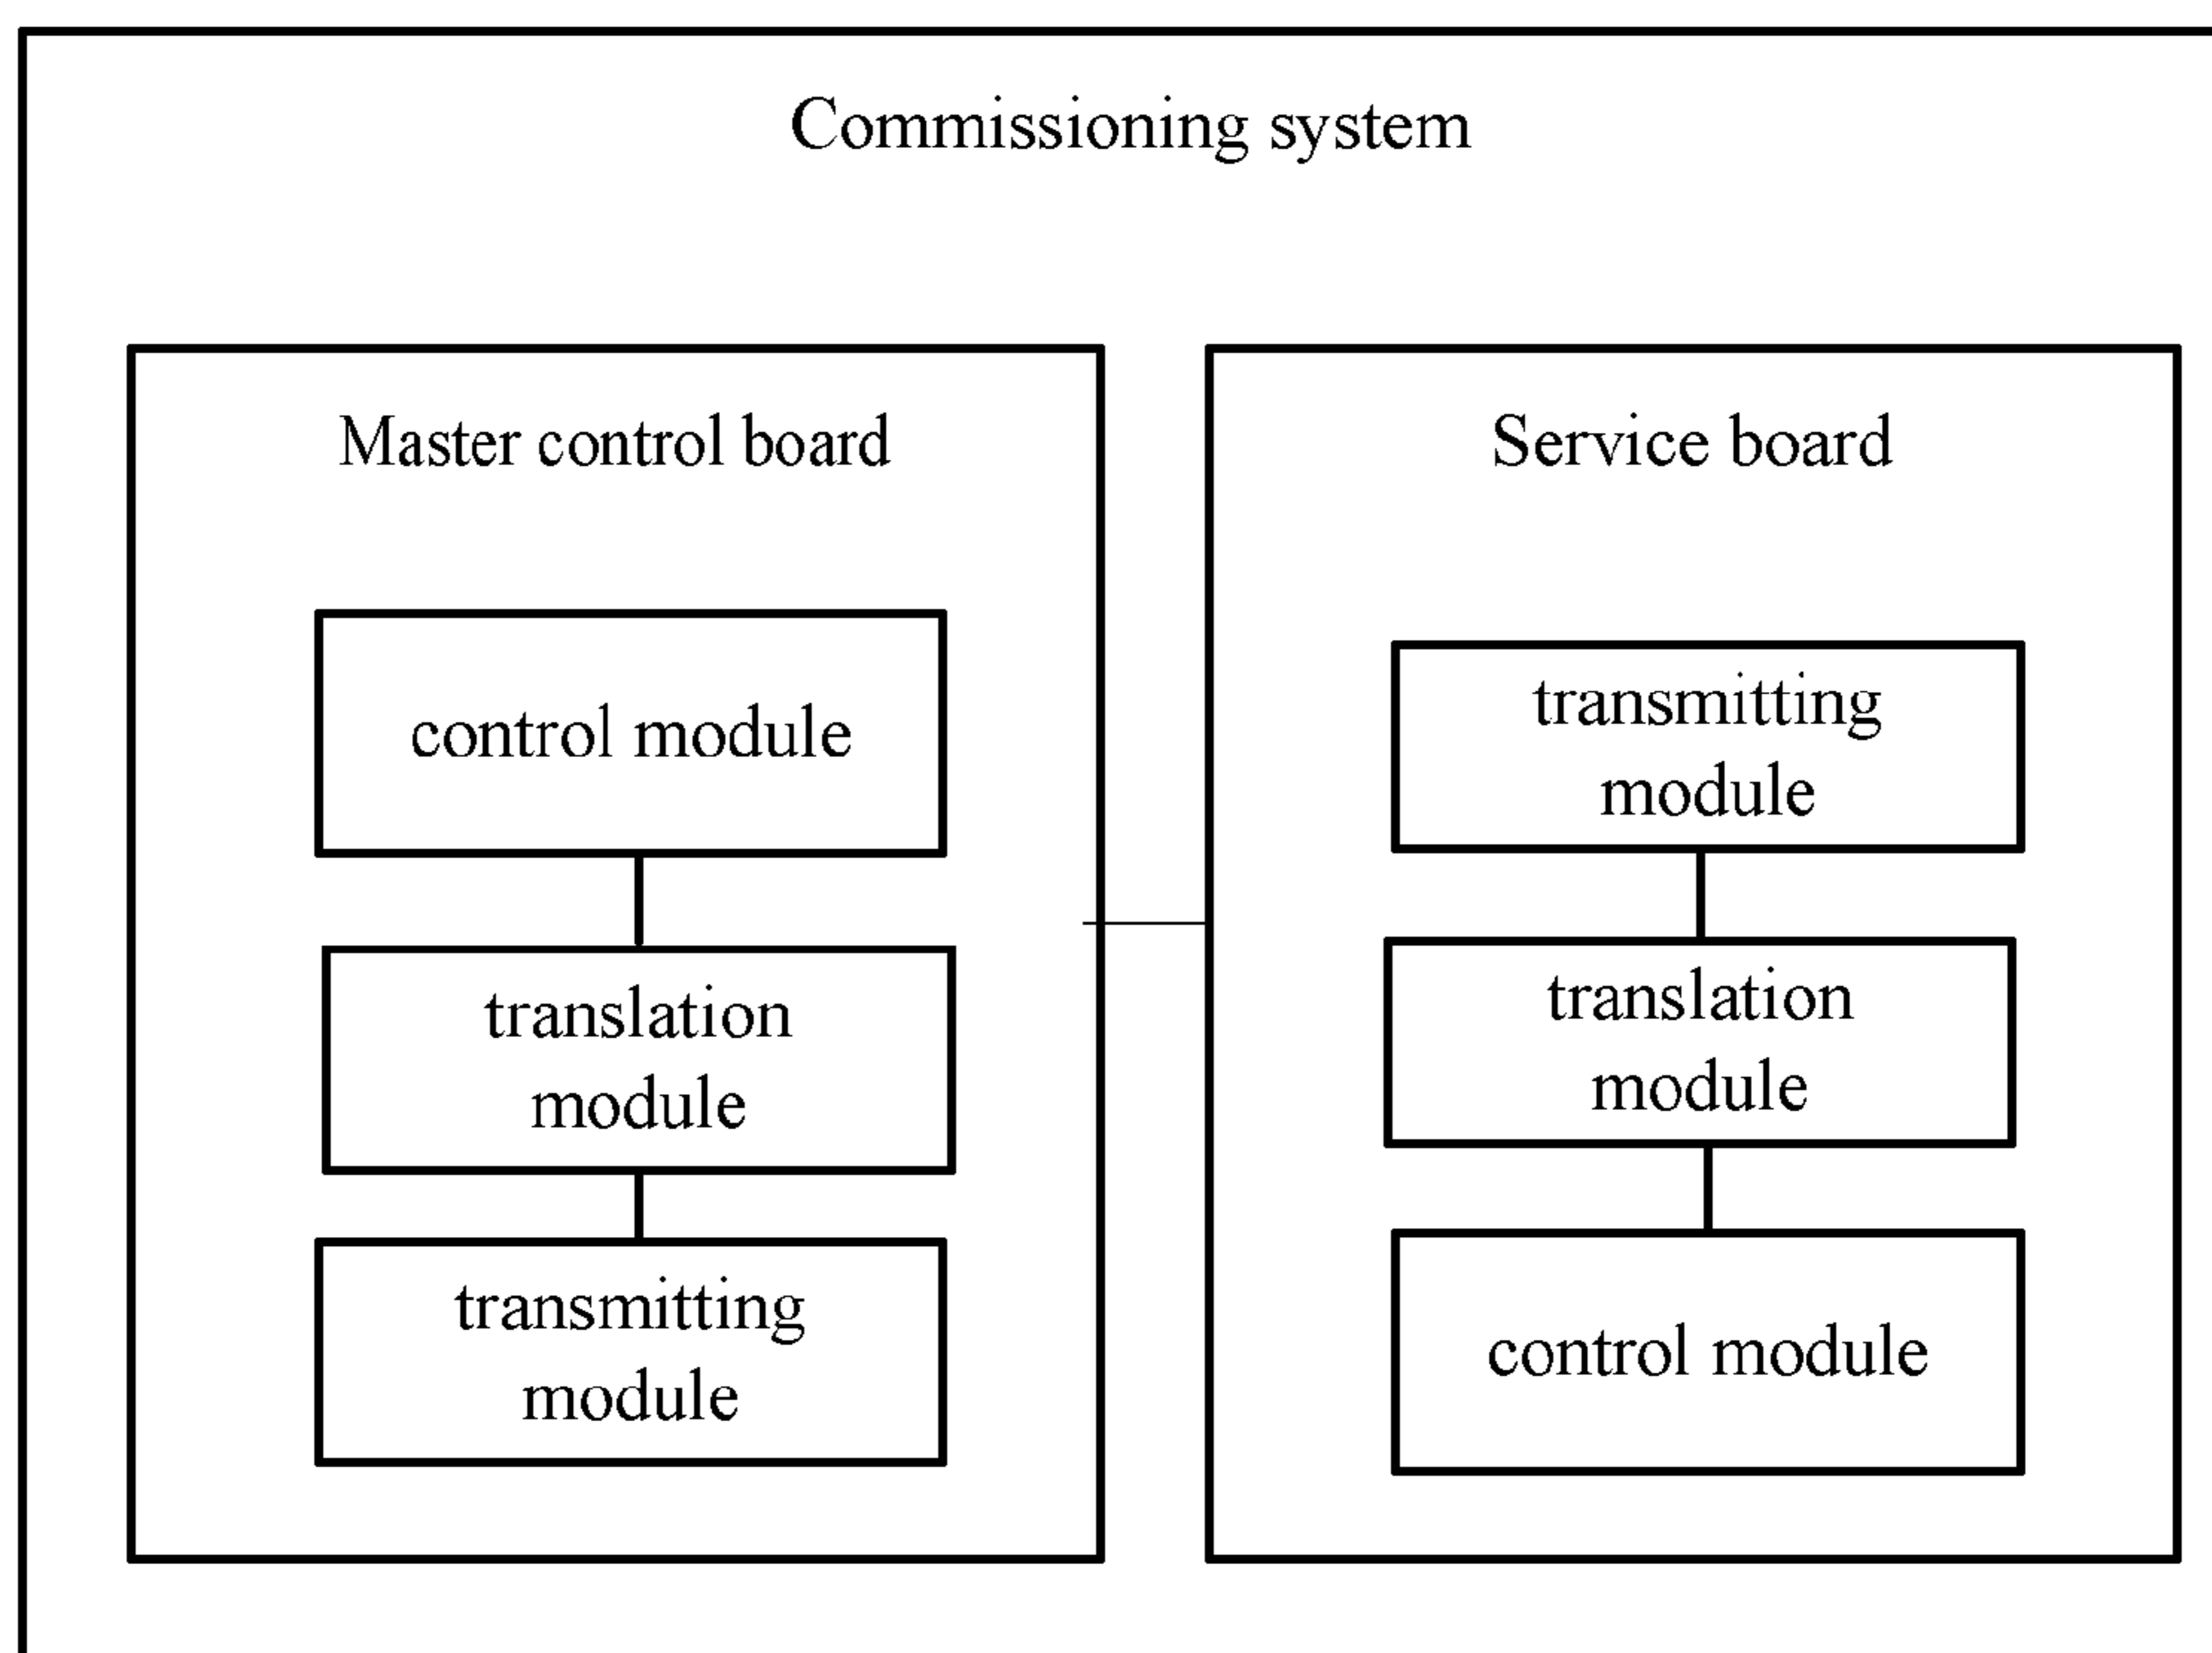 Commissioning system
Master control board
control module
translation
module
transmitting
module
Service board
transmitting
module
translation
module
control module